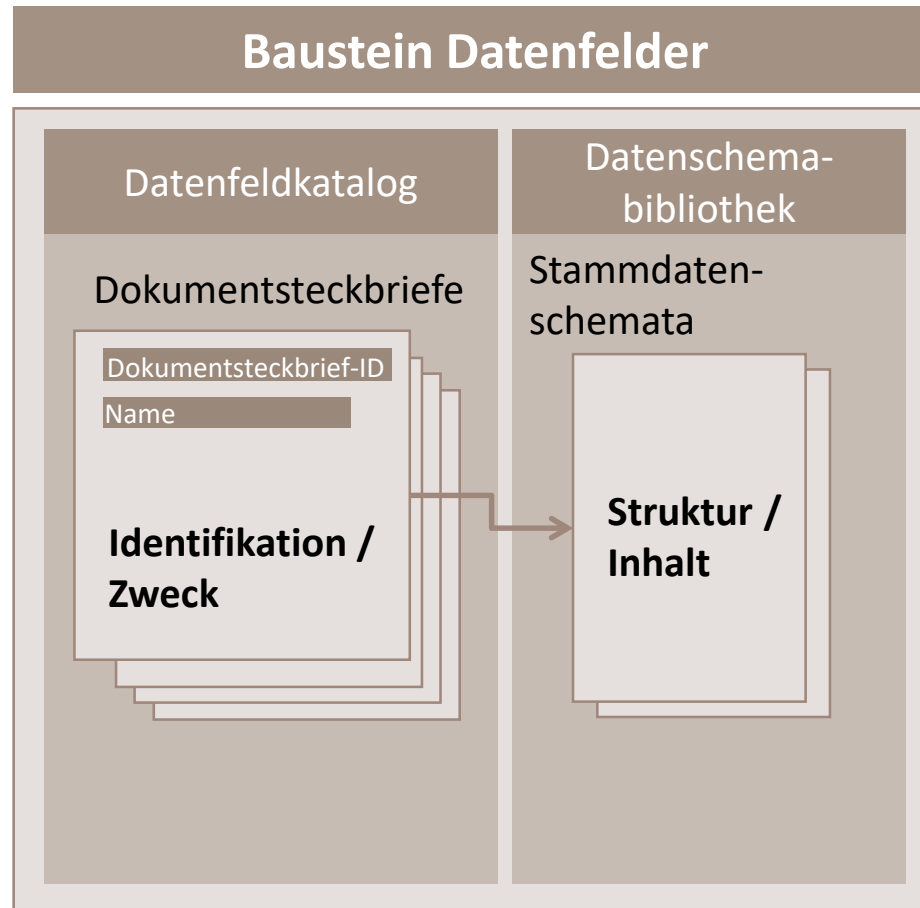 Baustein Datenfelder
Datenfeldkatalog
Dokumentsteckbriefe
Dokumentsteckbrief-ID
Name
Identifikation /
Zweck
Datenschema-
bibliothek
Stammdaten-
schemata
Struktur /
Inhalt